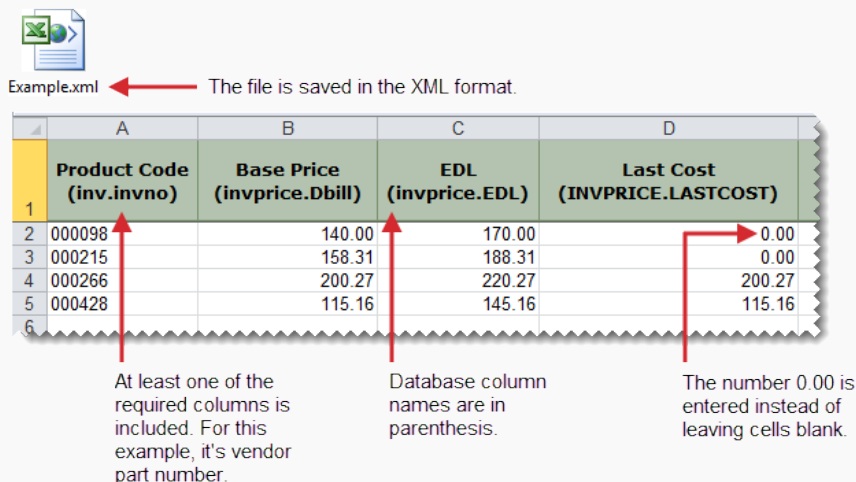 Example.xml
The file is saved in the XML format.
A B C D
Product Code Base Price EDL Last Cost
(inv.invno) (invprice.Dbill) (invprice.EDL) (INVPRICE.LASTCOST)
1
2 000098 140.00 170.00 0.00
3 000215 158.31 188.31 0.00
4 000266 200.27 220.27 200.27
5 000428 115.16 145.16 115.16
6
At least one of the
required columns is
included. For this
example, it's vendor
part number.
Database column
names are in
parenthesis.
The number 0.00 is
entered instead of
leaving cells blank.